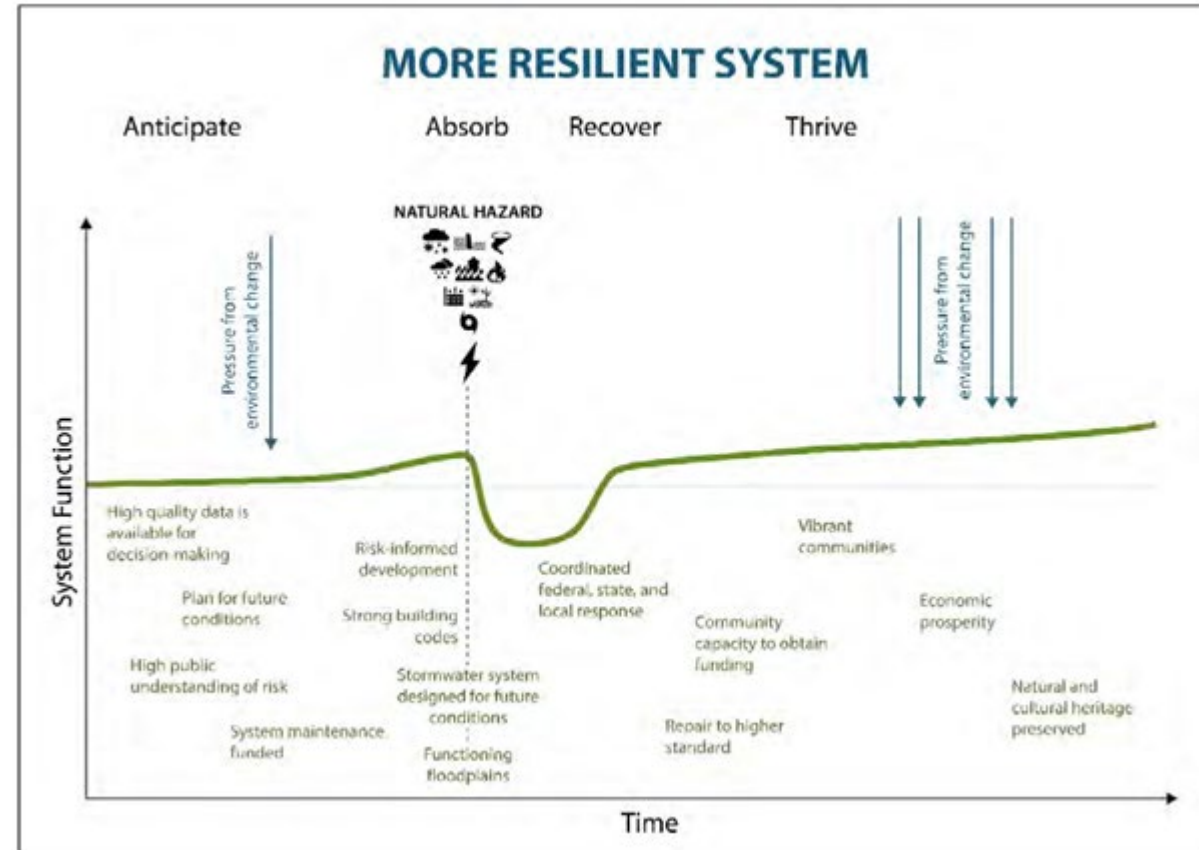 MORE RESILIENT SYSTEM
Anticipate
Absorb
Recover
Thrive
NATURAL HAZARD
Pressure from
environmental change
Pressure from
environmental change
System Function
High quality data is
available for
decision making
Plan for future
conditions
High public
understanding of risk
System maintenance
funded
Risk-informed
development
Strong building
codes
Stormwater system
designed for future
conditions
Functioning
floodplains
Coordinated
federal, state, and
local response
Community
capacity to obtain
funding
Repair to higher
standard
Vibrant
communities
Economic
prosperity
Natural and
cultural heritage
preserved
Time